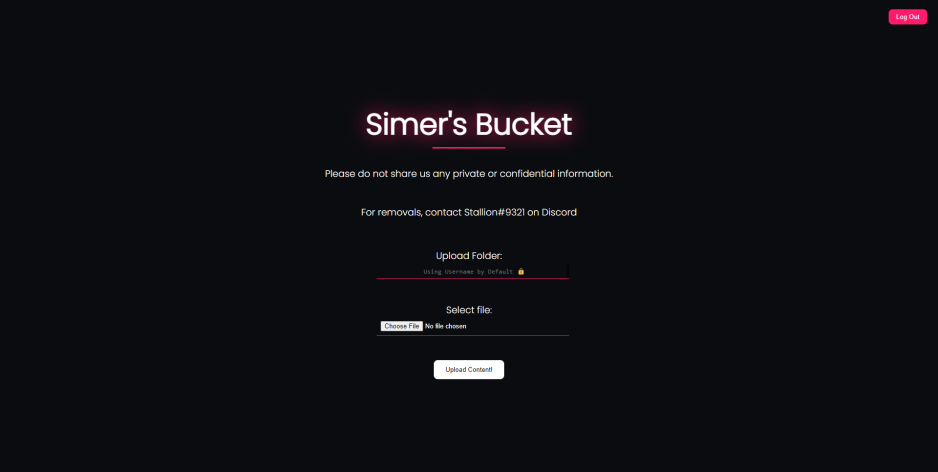 Log Out
Simer's Bucket
Please do not share us any private or confidential information.
For removals, contact Stallion#9321 on Discord
Upload Folder:
Using Username by Default 🔒
Select file:
Choose File No file chosen
Upload Content!